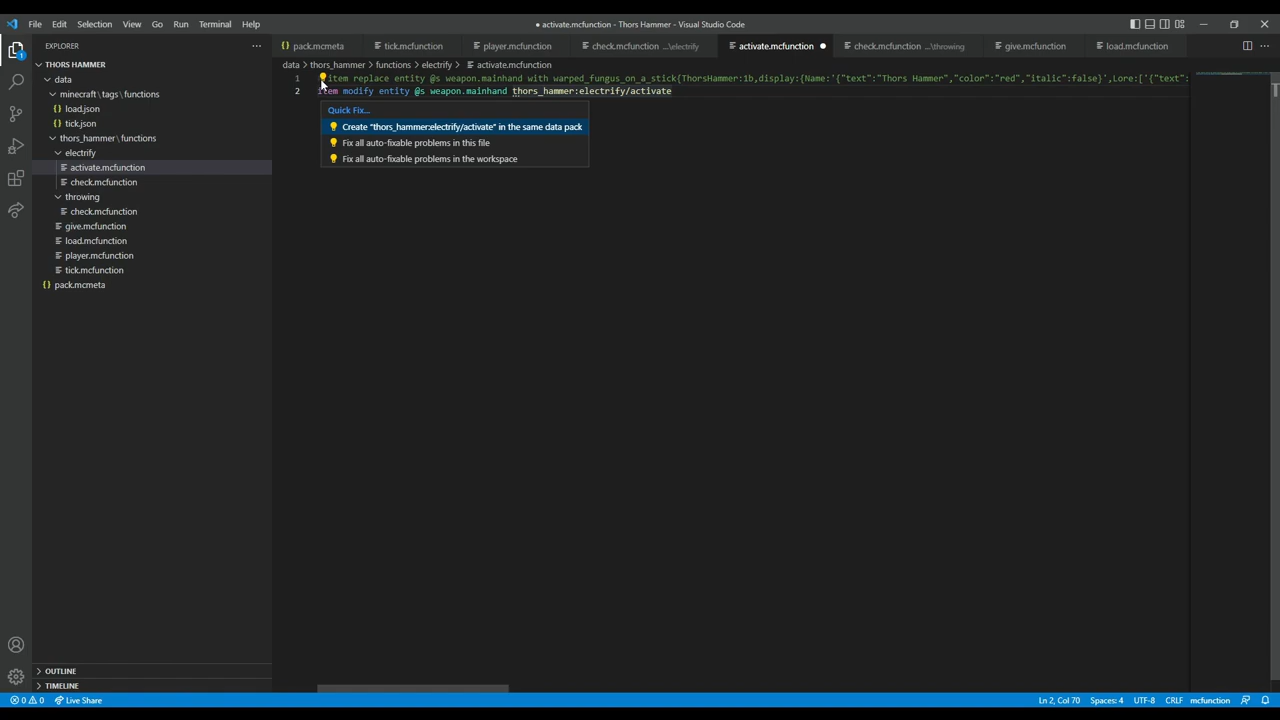 File Edit Selection View Go Run Terminal Help
● activate.mcfunction - Thors Hammer - Visual Studio Code
EXPLORER
pack.mcmeta tick.mcfunction player.mcfunction check.mcfunction ...\electrify activate.mcfunction ● check.mcfunction ...\throwing give.mcfunction load.mcfunction
THORS HAMMER
data
minecraft\tags\functions
load.json
tick.json
thors_hammer\functions
electrify
activate.mcfunction
check.mcfunction
throwing
check.mcfunction
give.mcfunction
load.mcfunction
player.mcfunction
tick.mcfunction
pack.mcmeta
OUTLINE
TIMELINE
data > thors_hammer > functions > electrify > activate.mcfunction
1 item replace entity @s weapon.mainhand with warped_fungus_on_a_stick{ThorsHammer:1b,display:{Name:'{"text":"Thors Hammer","color":"red","italic":false}',Lore:['{"text":
2 item modify entity @s weapon.mainhand thors_hammer:electrify/activate
Quick Fix...
Create "thors_hammer:electrify/activate" in the same data pack
Fix all auto-fixable problems in this file
Fix all auto-fixable problems in the workspace
1
0 0 Live Share Ln 2, Col 70 Spaces: 4 UTF-8 CRLF mcfunction